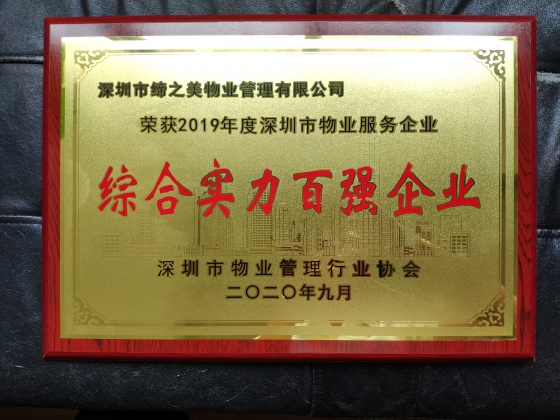 深圳市缔之美物业管理有限公司
荣获2019年度深圳市物业服务企业
综合实力百强企业
深圳市物业管理行业协会
二〇二〇年九月